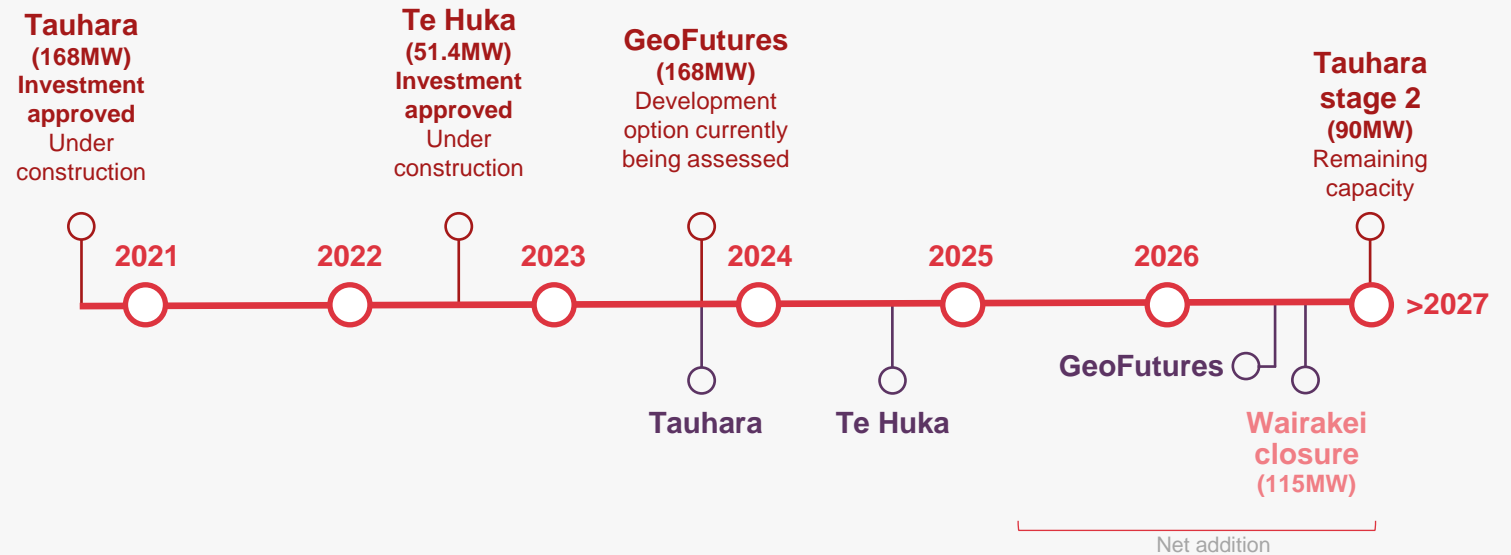 Tauhara
(168MW)
Investment
approved
Under
construction
Te Huka
(51.4MW)
Investment
approved
Under
construction
GeoFutures
(168MW)
Development
option currently
being assessed
Tauhara
stage 2
(90MW)
Remaining
capacity
2021
2022
2023
2024
2025
2026
>2027
Tauhara
Te Huka
GeoFutures
Wairakei
closure
(115MW)
Net addition